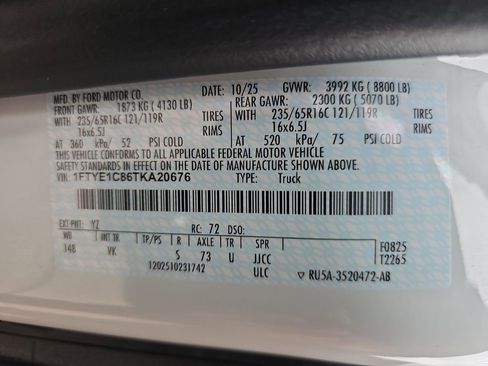 MFD. BY FORD MOTOR CO. DATE: 10/25 GVWR: 3992 KG ( 8800 LB)
FRONT GAWR: 1873 KG ( 4130 LB) REAR GAWR: 2300 KG ( 5070 LB)
WITH 235/65R16C 121/119R TIRES WITH 235/65R16C 121/119R TIRES
16x6.5J RIMS 16x6.5J RIMS
AT 360 kPa/ 52 PSI COLD AT 520 kPa/ 75 PSI COLD
THIS VEHICLE CONFORMS TO ALL APPLICABLE FEDERAL MOTOR VEHICLE
SAFETY STANDARDS IN EFFECT ON THE DATE OF MANUFACTURE SHOWN ABOVE.
VIN: 1FTYE1C86TKA20676 TYPE: Truck
EXT PNT: YZ RC: 72 DSO:
WB INT TR TP/PS R AXLE TR SPR F0825
148 VK S 73 U JJCC T2265
1202510231742 ULC ▽ RU5A-3520472-AB